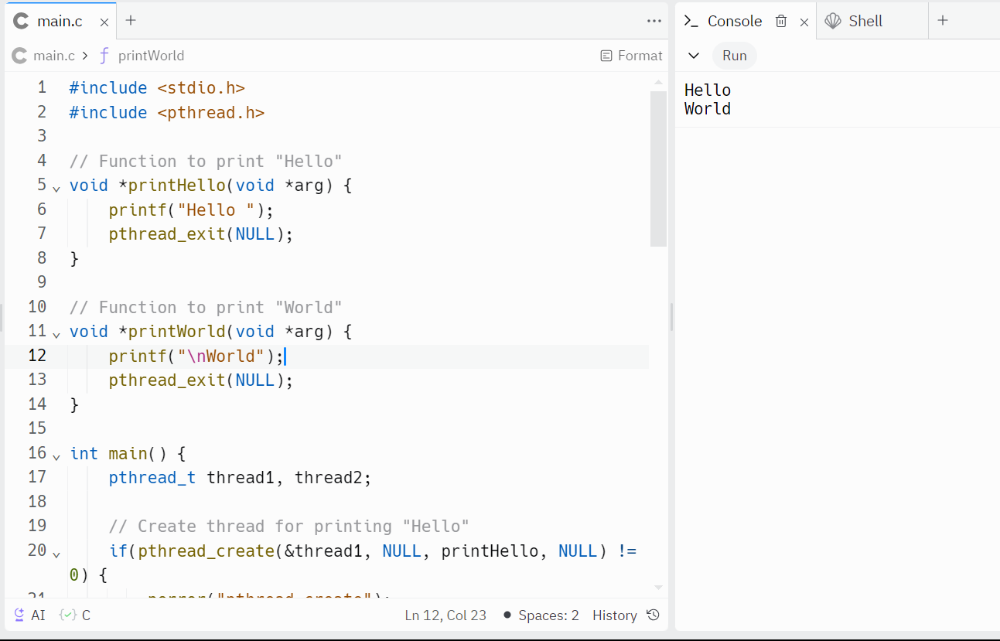 main.c
main.c > f printWorld
Format
1 #include <stdio.h>
2 #include <pthread.h>
3
4 // Function to print "Hello"
5 void *printHello(void *arg) {
6 printf("Hello ");
7 pthread_exit(NULL);
8 }
9
10 // Function to print "World"
11 void *printWorld(void *arg) {
12 printf("\nWorld");
13 pthread_exit(NULL);
14 }
15
16 int main() {
17 pthread_t thread1, thread2;
18
19 // Create thread for printing "Hello"
20 if(pthread_create(&thread1, NULL, printHello, NULL) !=
0) {
21 perror("pthread_create");
AI C Ln 12, Col 23 Spaces: 2 History
Console Shell
Run
Hello
World